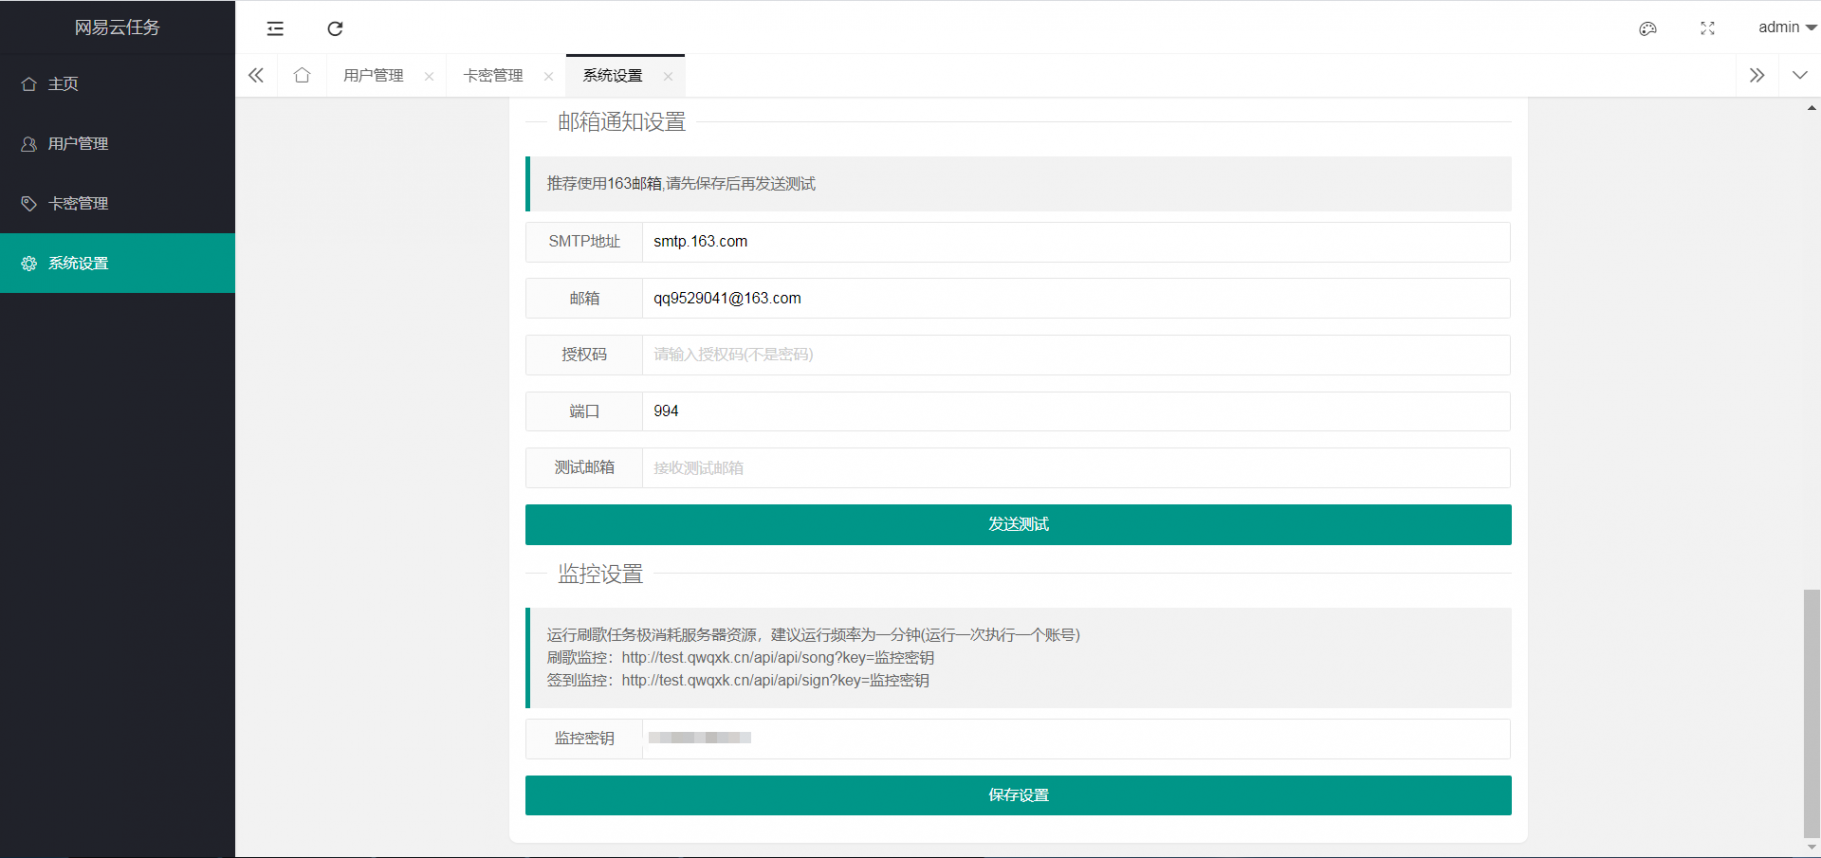 网易云任务
admin
主页
用户管理
卡密管理
系统设置
用户管理
卡密管理
系统设置
邮箱通知设置
推荐使用163邮箱,请先保存后再发送测试
SMTP地址 smtp.163.com
邮箱 qq9529041@163.com
授权码 请输入授权码(不是密码)
端口 994
测试邮箱 接收测试邮箱
发送测试
监控设置
运行刷歌任务极消耗服务器资源，建议运行频率为一分钟(运行一次执行一个账号)
刷歌监控：http://test.qwqxk.cn/api/api/song?key=监控密钥
签到监控：http://test.qwqxk.cn/api/api/sign?key=监控密钥
监控密钥
保存设置